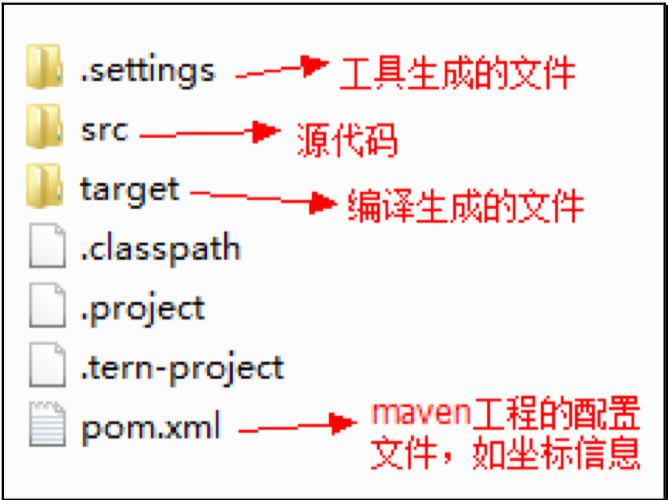 .settings 工具生成的文件
src 源代码
target 编译生成的文件
.classpath
.project
.tern-project
pom.xml maven工程的配置
文件，如坐标信息